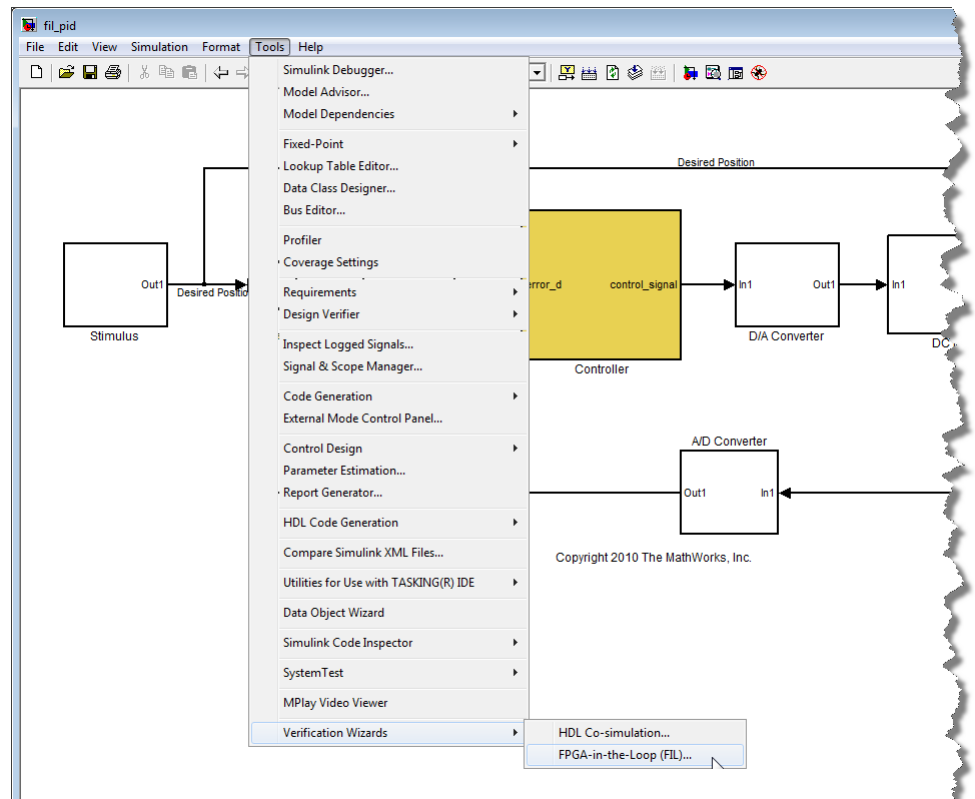 fil_pid
File Edit View Simulation Format Tools Help
Simulink Debugger...
Model Advisor...
Model Dependencies
Fixed-Point
Lookup Table Editor...
Data Class Designer...
Bus Editor...
Profiler
Coverage Settings
Requirements
Design Verifier
Inspect Logged Signals...
Signal & Scope Manager...
Code Generation
External Mode Control Panel...
Control Design
Parameter Estimation...
Report Generator...
HDL Code Generation
Compare Simulink XML Files...
Utilities for Use with TASKING(R) IDE
Data Object Wizard
Simulink Code Inspector
SystemTest
MPlay Video Viewer
Verification Wizards
HDL Co-simulation...
FPGA-in-the-Loop (FIL)...
Desired Position
Out1
Desired Positio
Stimulus
error_d control_signal
Controller
In1 Out1
D/A Converter
In1
DC
A/D Converter
Out1 In1
Copyright 2010 The MathWorks, Inc.